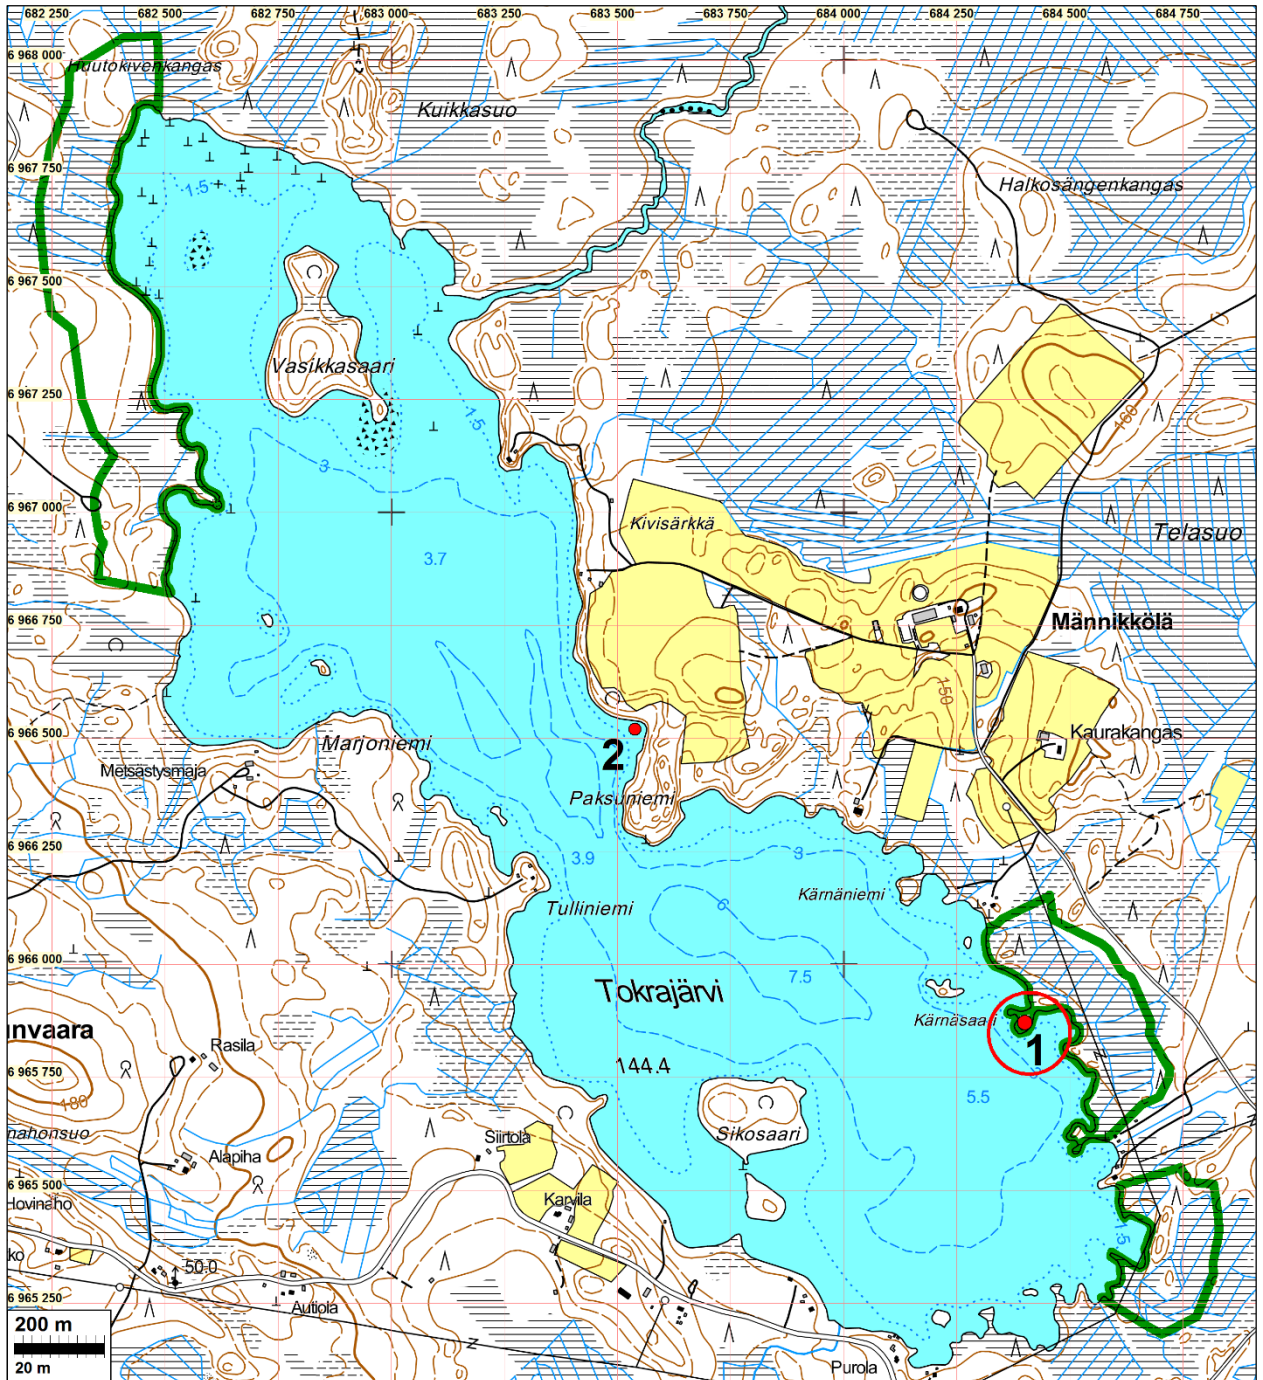 682 250 682 500 682 750 683 000 683 250 683 500 683 750 684 000 684 250 684 500 684 750
6 968 000
Huutokivenkangas
Kuikkasuo
6 967 750
1.5
Halkosängenkangas
6 967 500
Vasikkasaari
6 967 250
1.5
160
3
6 967 000
Kivisärkkä
Telasuo
3.7
6 966 750
Männikkölä
150
6 966 500
Marjoniemi
2
Kaurakangas
Metsästysmaja
Paksuniemi
6 966 250
3.9
3
Kärnäniemi
Tulliniemi
6
6 966 000
7.5
Tokrajärvi
Kärnäsaari
1
nvaara
Rasila
144.4
6 965 750
3
5.5
180
nahonsuo
Siirtola
Sikosaari
Alapiha
6 965 500
Hovinaho
Karvila
1.5
ko
50.0
6 965 250
Autiola
200 m
20 m
Purola